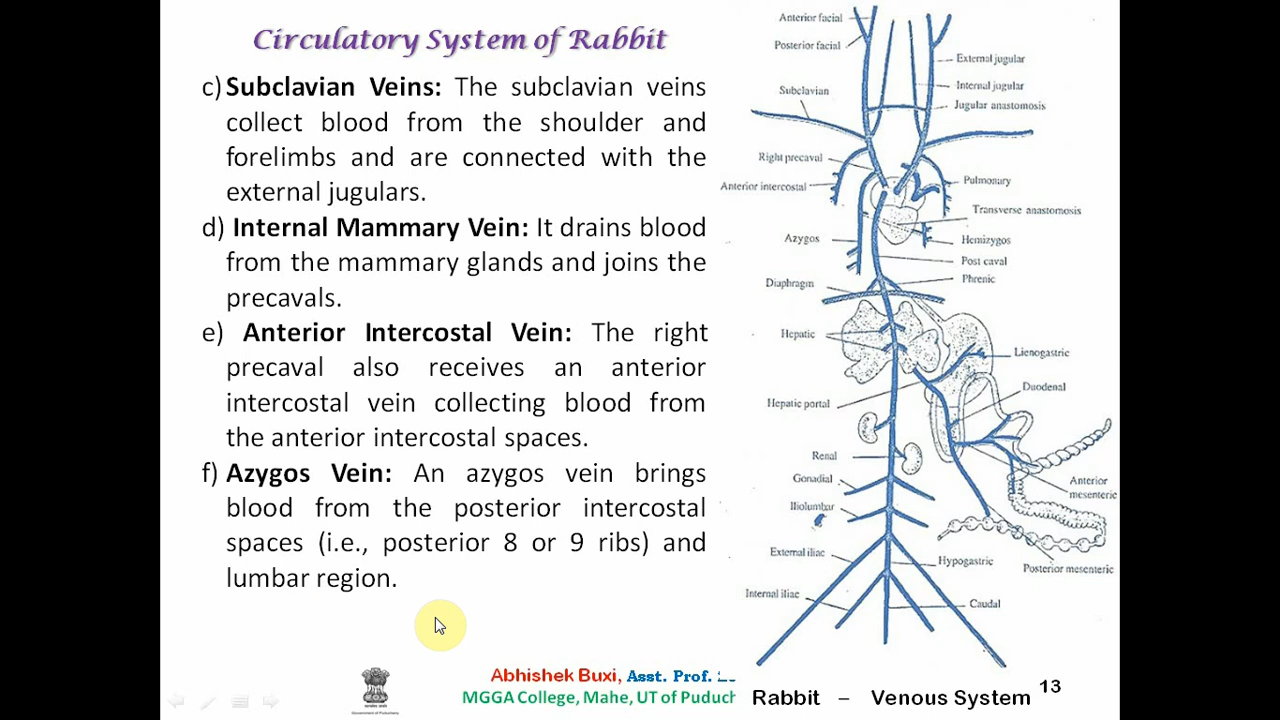 Circulatory System of Rabbit
c) Subclavian Veins: The subclavian veins
collect blood from the shoulder and
forelimbs and are connected with the
external jugulars.
d) Internal Mammary Vein: It drains blood
from the mammary glands and joins the
precavals.
e) Anterior Intercostal Vein: The right
precaval also receives an anterior
intercostal vein collecting blood from
the anterior intercostal spaces.
f) Azygos Vein: An azygos vein brings
blood from the posterior intercostal
spaces (i.e., posterior 8 or 9 ribs) and
lumbar region.
Anterior facial
Posterior facial
External jugular
Internal jugular
Subclavian
Jugular anastomosis
Right precaval
Anterior intercostal
Pulmonary
Transverse anastomosis
Azygos
Hemizygos
Post caval
Phrenic
Diaphragm
Hepatic
Lienogastric
Duodenal
Hepatic portal
Renal
Gonadial
Anterior
mesenteric
Iliolumbar
External iliac
Hypogastric
Posterior mesenteric
Internal iliac
Caudal
Government of Puducherry
Abhishek Buxi, Asst. Prof.
MGGA College, Mahe, UT of Puduch
Rabbit – Venous System
13